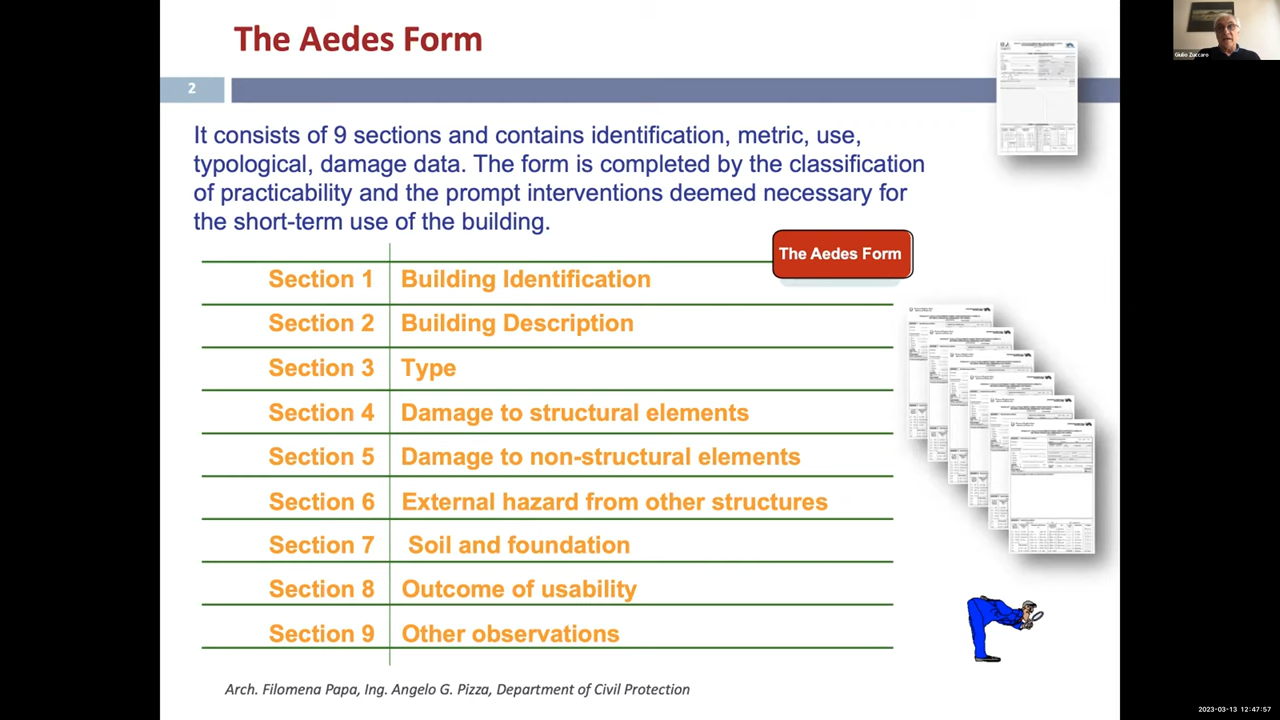 The Aedes Form
Giulio Zuccaro
2
It consists of 9 sections and contains identification, metric, use,
typological, damage data. The form is completed by the classification
of practicability and the prompt interventions deemed necessary for
the short-term use of the building.
The Aedes Form
Section 1 Building Identification
Section 2 Building Description
Section 3 Type
Section 4 Damage to structural elements
Section 5 Damage to non-structural elements
Section 6 External hazard from other structures
Section 7 Soil and foundation
Section 8 Outcome of usability
Section 9 Other observations
Arch. Filomena Papa, Ing. Angelo G. Pizza, Department of Civil Protection
2023-03-13 12:47:57